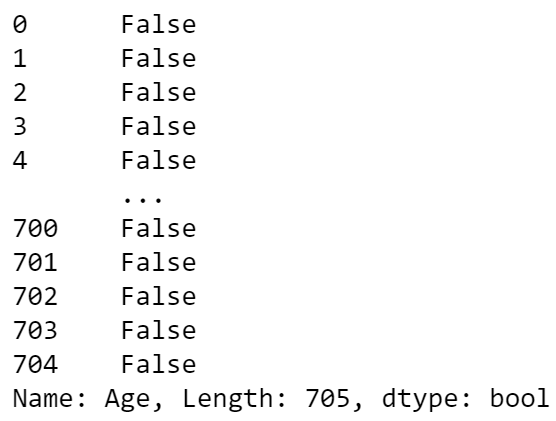 0      False
1      False
2      False
3      False
4      False
       ...
700    False
701    False
702    False
703    False
704    False
Name: Age, Length: 705, dtype: bool